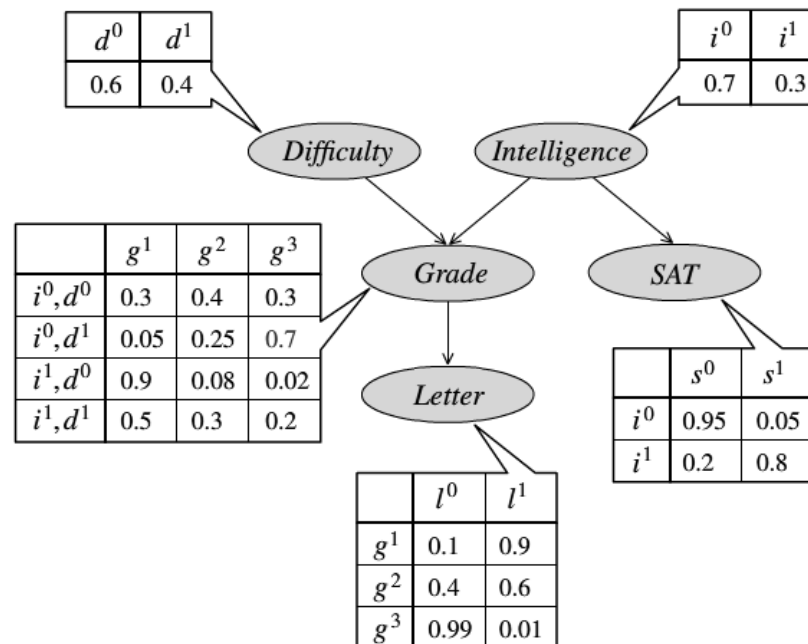 d⁰ d¹
0.6 0.4
i⁰ i¹
0.7 0.3
Difficulty
Intelligence
g¹ g² g³
i⁰,d⁰ 0.3 0.4 0.3
i⁰,d¹ 0.05 0.25 0.7
i¹,d⁰ 0.9 0.08 0.02
i¹,d¹ 0.5 0.3 0.2
Grade
SAT
Letter
s⁰ s¹
i⁰ 0.95 0.05
i¹ 0.2 0.8
l⁰ l¹
g¹ 0.1 0.9
g² 0.4 0.6
g³ 0.99 0.01